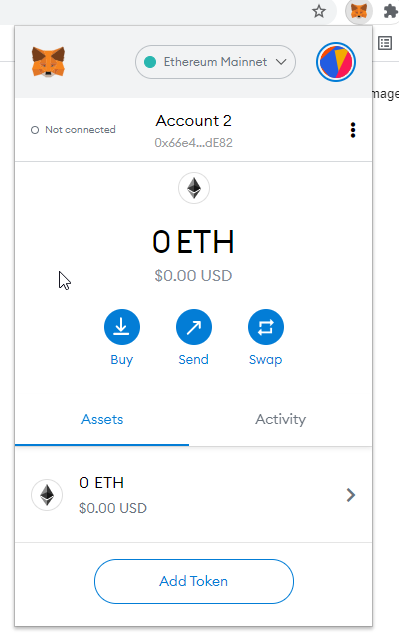 Ethereum Mainnet
mage
Not connected
Account 2
0x66e4...dE82
0 ETH
$0.00 USD
Buy
Send
Swap
Assets
Activity
0 ETH
$0.00 USD
Add Token